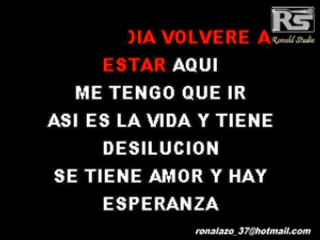 RS
Ronald Studio
DIA VOLVERE A
ESTAR AQUI
ME TENGO QUE IR
ASI ES LA VIDA Y TIENE
DESILUCION
SE TIENE AMOR Y HAY
ESPERANZA
ronalazo_37@hotmail.com